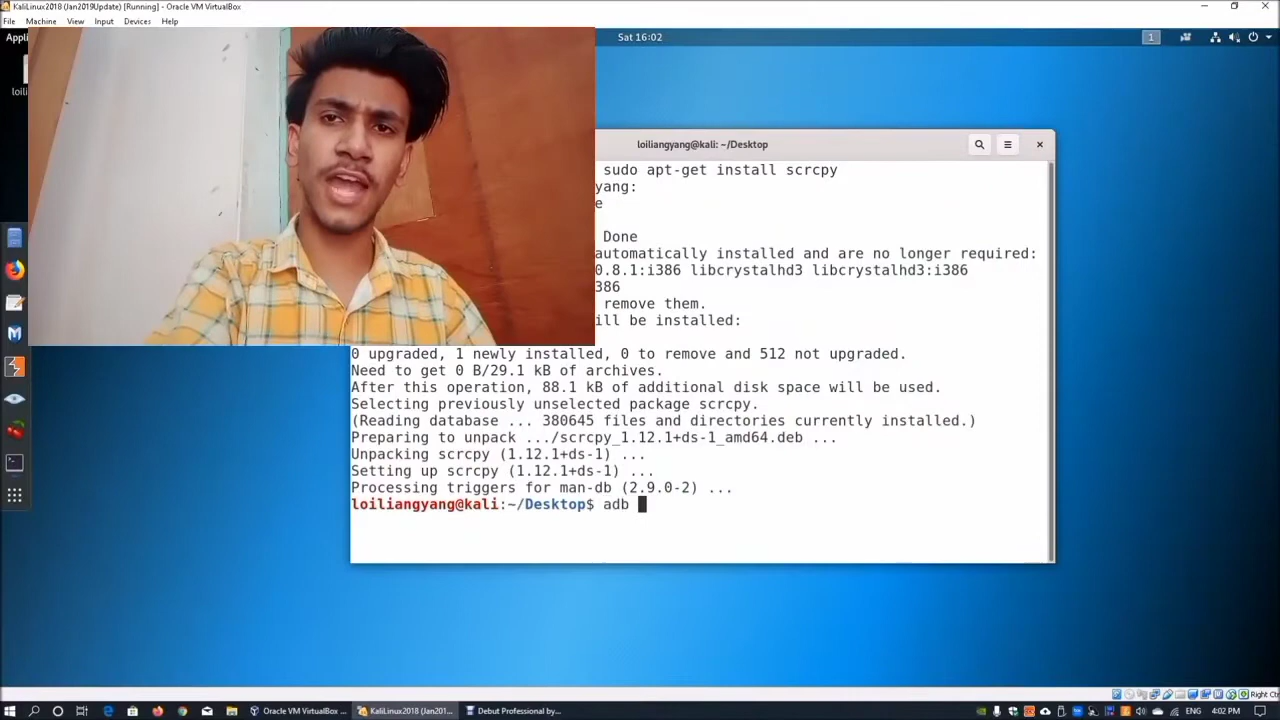 KaliLinux2018 (Jan2019Update) [Running] - Oracle VM VirtualBox
File Machine View Input Devices Help
Appli
Sat 16:02
1
loili
loiliangyang@kali: ~/Desktop
sudo apt-get install scrcpy
yang:
e
Done
automatically installed and are no longer required:
0.8.1:i386 libcrystalhd3 libcrystalhd3:i386
386
remove them.
ill be installed:
0 upgraded, 1 newly installed, 0 to remove and 512 not upgraded.
Need to get 0 B/29.1 kB of archives.
After this operation, 88.1 kB of additional disk space will be used.
Selecting previously unselected package scrcpy.
(Reading database ... 380645 files and directories currently installed.)
Preparing to unpack .../scrcpy_1.12.1+ds-1_amd64.deb ...
Unpacking scrcpy (1.12.1+ds-1) ...
Setting up scrcpy (1.12.1+ds-1) ...
Processing triggers for man-db (2.9.0-2) ...
loiliangyang@kali:~/Desktop$ adb
Right Ct
Oracle VM VirtualBox ...
KaliLinux2018 (Jan201...
Debut Professional by...
ENG
4:02 PM